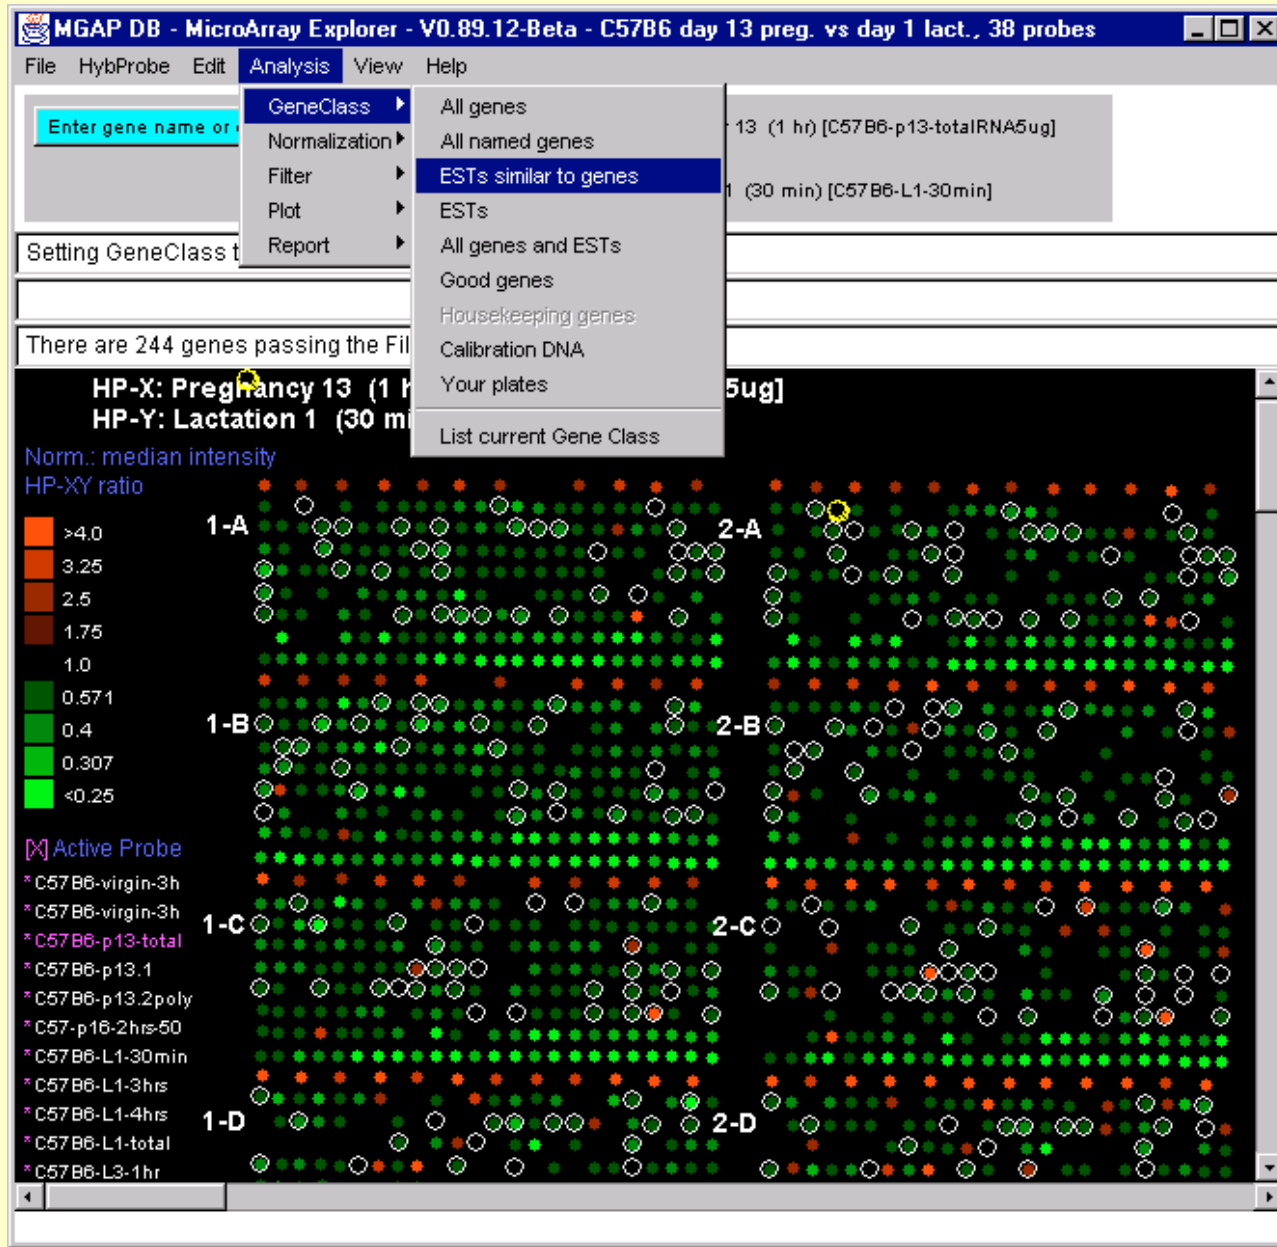 MGAP DB - MicroArray Explorer - V0.89.12-Beta - C57B6 day 13 preg. vs day 1 lact., 38 probes
File HybProbe Edit Analysis View Help
Enter gene name or
13 (1 hr) [C57B6-p13-totalRNA5ug]
1 (30 min) [C57B6-L1-30min]
GeneClass
Normalization
Filter
Plot
Report
All genes
All named genes
ESTs similar to genes
ESTs
All genes and ESTs
Good genes
Housekeeping genes
Calibration DNA
Your plates
List current Gene Class
Setting GeneClass t
There are 244 genes passing the Fil
HP-X: Pregnancy 13 (1 h 5ug]
HP-Y: Lactation 1 (30 mi
Norm.: median intensity
HP-XY ratio
>4.0
3.25
2.5
1.75
1.0
0.571
0.4
0.307
<0.25
1-A 2-A
1-B 2-B
1-C 2-C
1-D 2-D
[X] Active Probe
*C57B6-virgin-3h
*C57B6-virgin-3h
*C57B6-p13-total
*C57B6-p13.1
*C57B6-p13.2poly
*C57-p16-2hrs-50
*C57B6-L1-30min
*C57B6-L1-3hrs
*C57B6-L1-4hrs
*C57B6-L1-total
*C57B6-L3-1hr